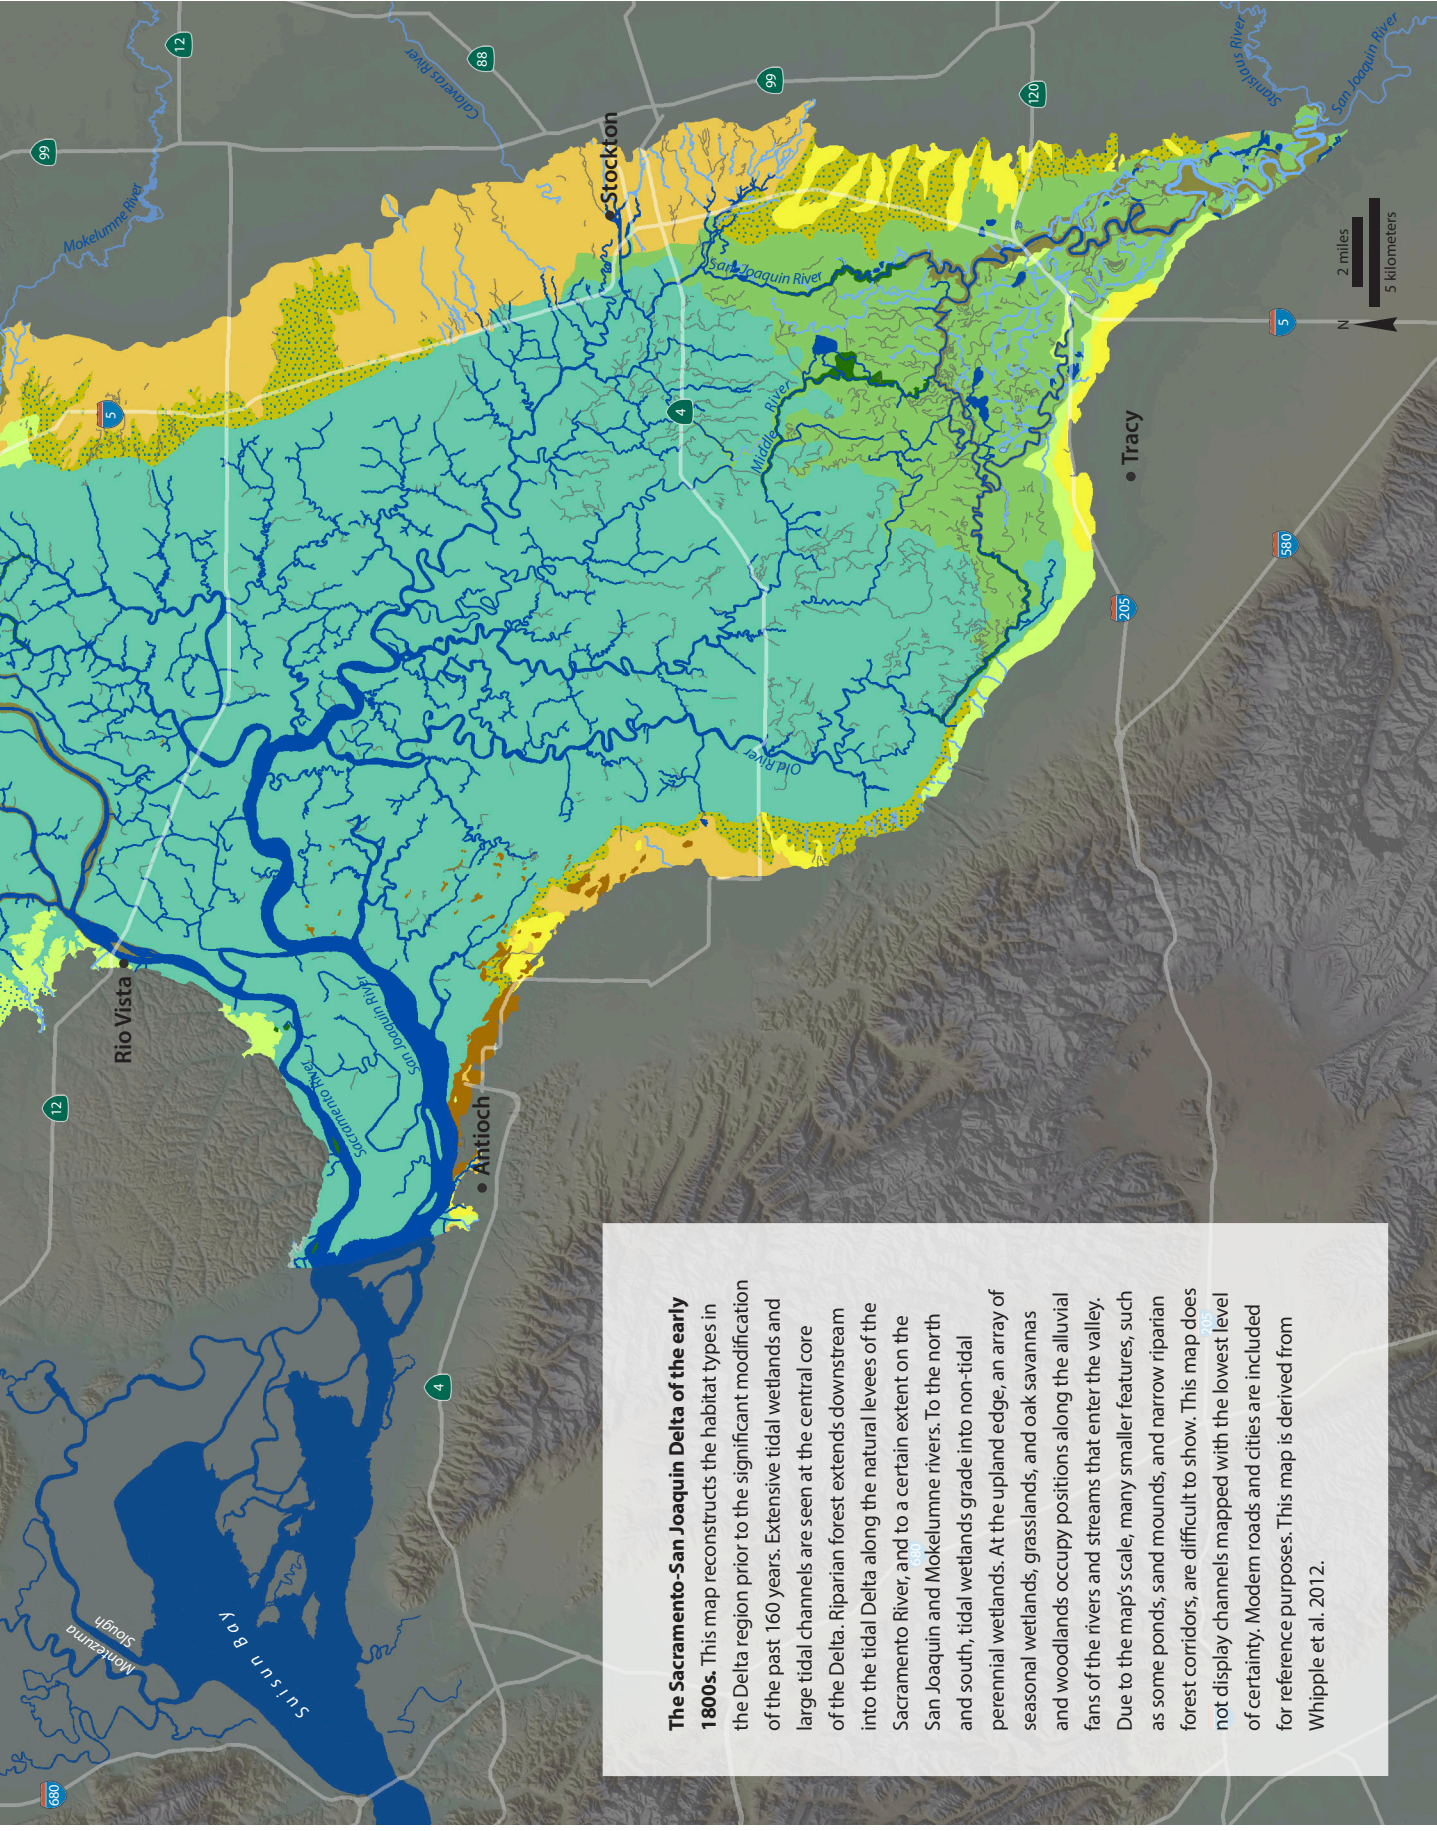 The Sacramento-San Joaquin Delta of the early
1800s. This map reconstructs the habitat types in
the Delta region prior to the significant modification
of the past 160 years. Extensive tidal wetlands and
large tidal channels are seen at the central core
of the Delta. Riparian forest extends downstream
into the tidal Delta along the natural levees of the
Sacramento River, and to a certain extent on the
San Joaquin and Mokelumne rivers. To the north
and south, tidal wetlands grade into non-tidal
perennial wetlands. At the upland edge, an array of
seasonal wetlands, grasslands, and oak savannas
and woodlands occupy positions along the alluvial
fans of the rivers and streams that enter the valley.
Due to the map's scale, many smaller features, such
as some ponds, sand mounds, and narrow riparian
forest corridors, are difficult to show. This map does
not display channels mapped with the lowest level
of certainty. Modern roads and cities are included
for reference purposes. This map is derived from
Whipple et al. 2012.
680
205
680
Montezuma
Slough
Suisun Bay
4
12
Rio Vista
Antioch
Sacramento River
San Joaquin River
Old River
Middle River
San Joaquin River
4
5
Stockton
Mokelumne River
Calaveras River
99
12
88
99
120
Stanislaus River
San Joaquin River
Tracy
205
580
5
N
2 miles
5 kilometers